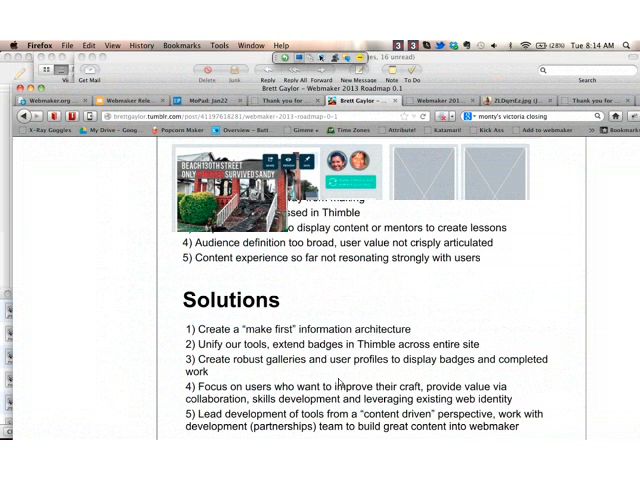 Firefox File Edit View History Bookmarks Tools Window Help 3 3 (28%) Tue 8:14 AM
es, 16 unread)
Get Mail Delete Junk Reply Reply All Forward New Message Note To Do Search
Brett Gaylor – Webmaker 2013 Roadmap 0.1
Webmaker.org ... Webmaker Rele... MoPad: Jan22 Thank you for ... Brett Gaylor – ... Webmaker 201... ZLDqmEz.jpg (J... Thank you for ...
brettgaylor.tumblr.com/post/41197618281/webmaker-2013-roadmap-0-1 monty's victoria closing
X-Ray Goggles My Drive – Goog... Popcorn Maker Overview – Butt... Gimme Time Zones Attribute! Katamari! Kick Ass Add to webmaker Bookmarks
BEACH 130TH STREET
ONLY SURVIVED SANDY
ssed in Thimble
o display content or mentors to create lessons
4) Audience definition too broad, user value not crisply articulated
5) Content experience so far not resonating strongly with users
Solutions
1) Create a “make first” information architecture
2) Unify our tools, extend badges in Thimble across entire site
3) Create robust galleries and user profiles to display badges and completed
work
4) Focus on users who want to improve their craft, provide value via
collaboration, skills development and leveraging existing web identity
5) Lead development of tools from a “content driven” perspective, work with
development (partnerships) team to build great content into webmaker